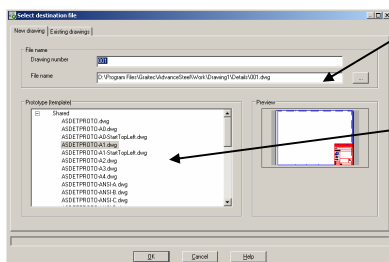 Select destination file
New drawing
Existing drawings
File name
Drawing number
001
File name
D:\Program Files\Graitec\AdvanceSteel\Work\Drawing1\Details\001.dwg
...
Prototype (template)
Preview
Shared
ASDETPROTO.dwg
ASDETPROTO-A0.dwg
ASDETPROTO-A0-StartTopLeft.dwg
ASDETPROTO-A1.dwg
ASDETPROTO-A1-StartTopLeft.dwg
ASDETPROTO-A2.dwg
ASDETPROTO-A3.dwg
ASDETPROTO-A4.dwg
ASDETPROTO-ANSI-A.dwg
ASDETPROTO-ANSI-B.dwg
ASDETPROTO-ANSI-C.dwg
OK
Cancel
Help